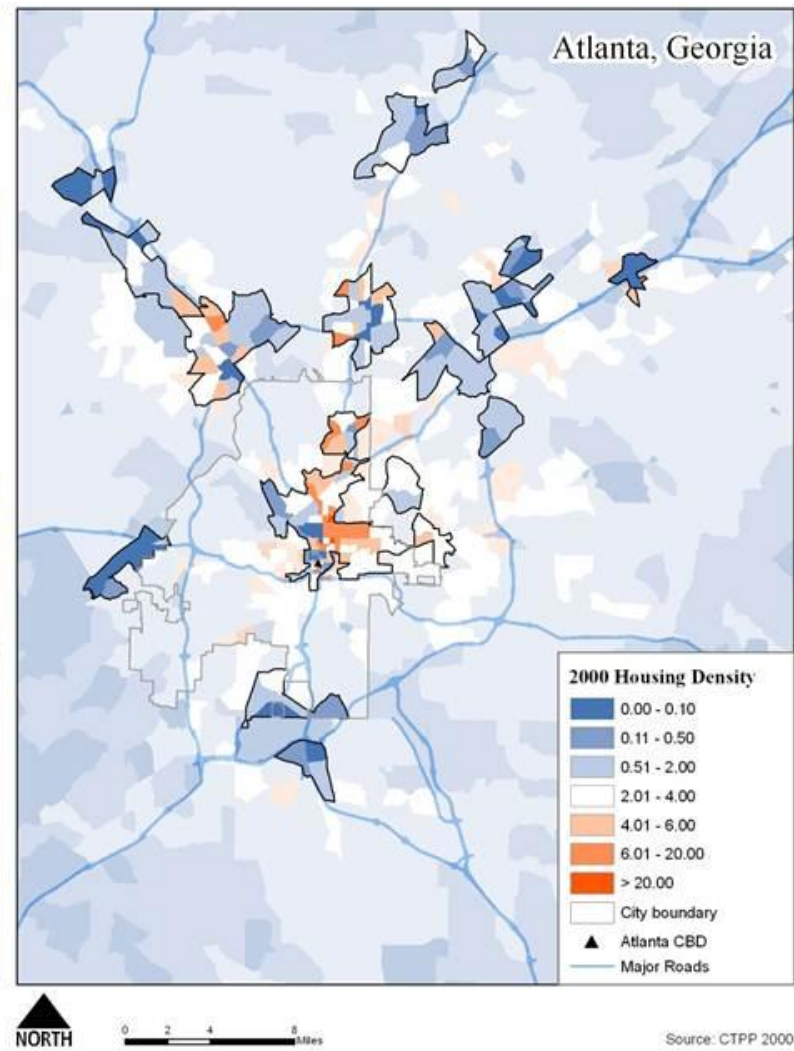 Atlanta, Georgia
2000 Housing Density
0.00 - 0.10
0.11 - 0.50
0.51 - 2.00
2.01 - 4.00
4.01 - 6.00
6.01 - 20.00
> 20.00
City boundary
Atlanta CBD
Major Roads
NORTH
0 2 4 8
Miles
Source: CTPP 2000